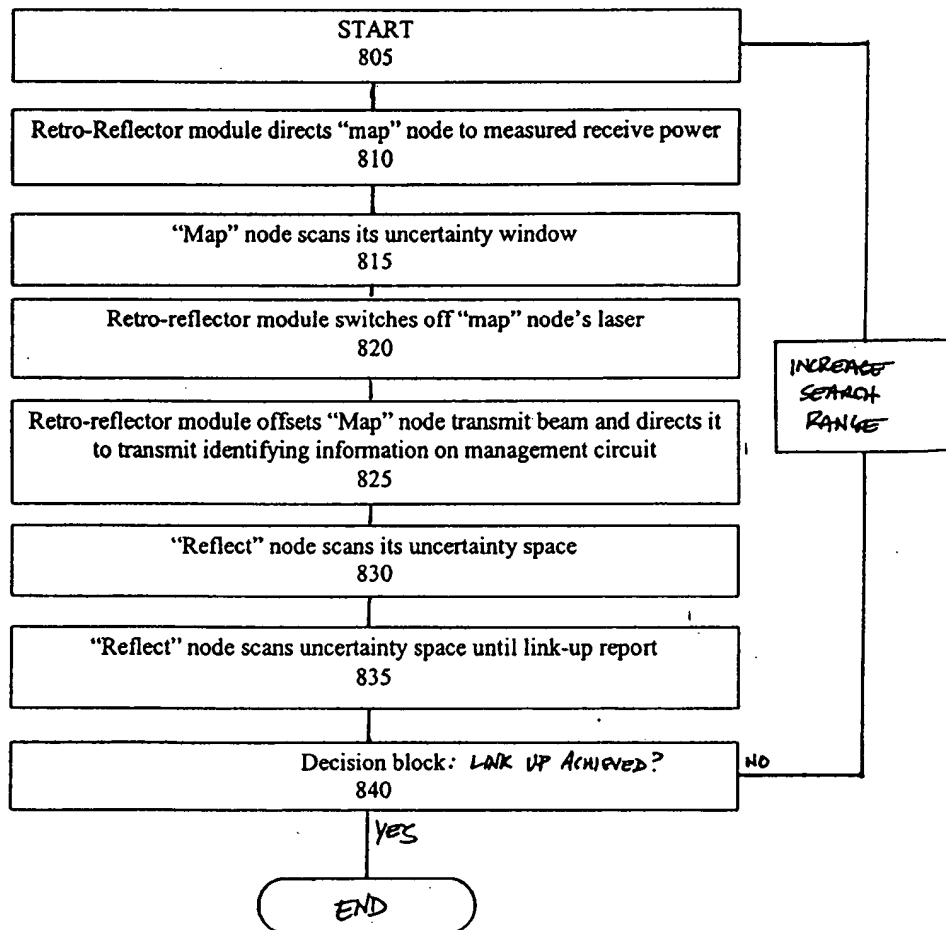 START
805
Retro-Reflector module directs “map” node to measured receive power
810
“Map” node scans its uncertainty window
815
Retro-reflector module switches off “map” node’s laser
820
INCREASE
SEARCH
RANGE
Retro-reflector module offsets “Map” node transmit beam and directs it
to transmit identifying information on management circuit
825
“Reflect” node scans its uncertainty space
830
“Reflect” node scans uncertainty space until link-up report
835
Decision block: LINK UP ACHIEVED?
NO
840
YES
END